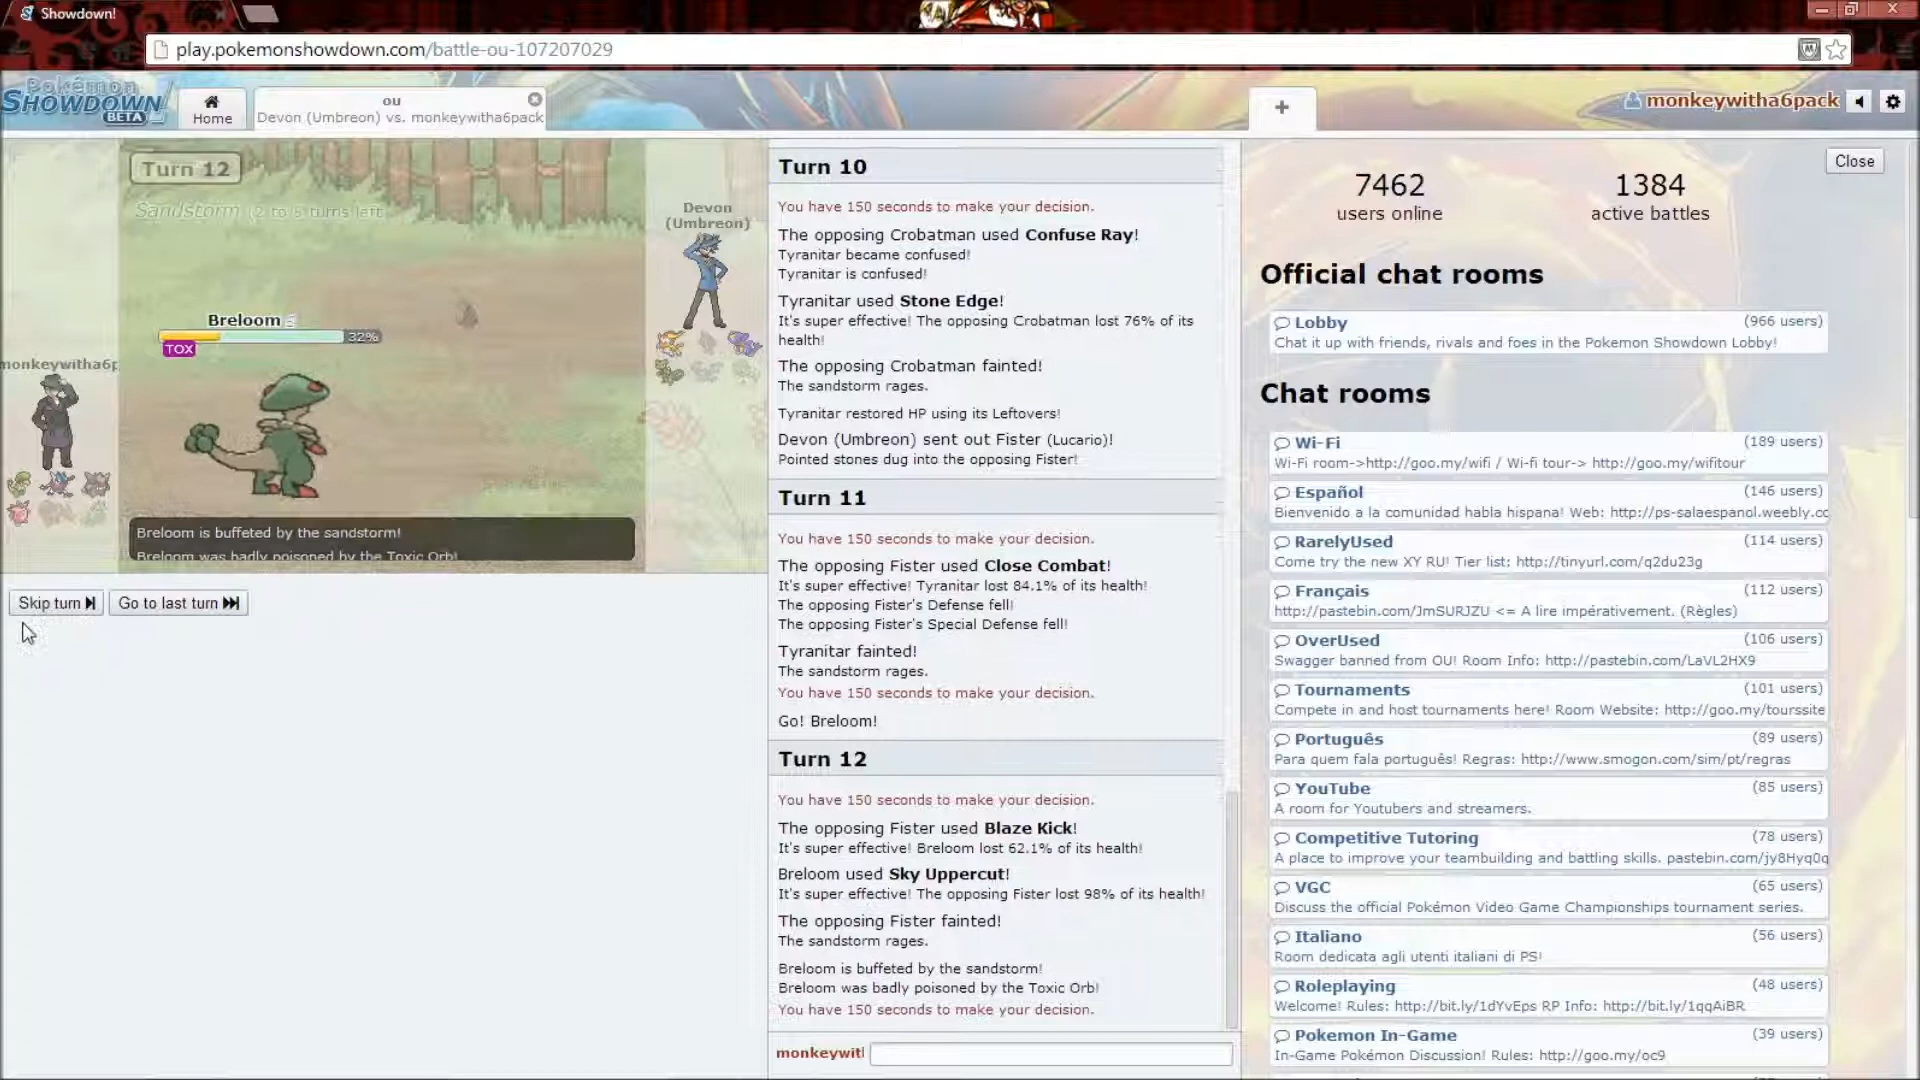 Showdown!
play.pokemonshowdown.com/battle-ou-107207029
Pokémon
SHOWDOWN
BETA
Home
ou
Devon (Umbreon) vs. monkeywitha6pack
+
monkeywitha6pack
Turn 12
Sandstorm (2 to 5 turns left)
Devon
(Umbreon)
Breloom
32%
TOX
monkeywitha6p
Breloom is buffeted by the sandstorm!
Breloom was badly poisoned by the Toxic Orb!
Skip turn
Go to last turn
Turn 10
You have 150 seconds to make your decision.
The opposing Crobatman used Confuse Ray!
Tyranitar became confused!
Tyranitar is confused!
Tyranitar used Stone Edge!
It's super effective! The opposing Crobatman lost 76% of its
health!
The opposing Crobatman fainted!
The sandstorm rages.
Tyranitar restored HP using its Leftovers!
Devon (Umbreon) sent out Fister (Lucario)!
Pointed stones dug into the opposing Fister!
Turn 11
You have 150 seconds to make your decision.
The opposing Fister used Close Combat!
It's super effective! Tyranitar lost 84.1% of its health!
The opposing Fister's Defense fell!
The opposing Fister's Special Defense fell!
Tyranitar fainted!
The sandstorm rages.
You have 150 seconds to make your decision.
Go! Breloom!
Turn 12
You have 150 seconds to make your decision.
The opposing Fister used Blaze Kick!
It's super effective! Breloom lost 62.1% of its health!
Breloom used Sky Uppercut!
It's super effective! The opposing Fister lost 98% of its health!
The opposing Fister fainted!
The sandstorm rages.
Breloom is buffeted by the sandstorm!
Breloom was badly poisoned by the Toxic Orb!
You have 150 seconds to make your decision.
monkeywit
Close
7462
users online
1384
active battles
Official chat rooms
Lobby (966 users)
Chat it up with friends, rivals and foes in the Pokemon Showdown Lobby!
Chat rooms
Wi-Fi (189 users)
Wi-Fi room->http://goo.my/wifi / Wi-fi tour-> http://goo.my/wifitour
Español (146 users)
Bienvenido a la comunidad habla hispana! Web: http://ps-salaespanol.weebly.co
RarelyUsed (114 users)
Come try the new XY RU! Tier list: http://tinyurl.com/q2du23g
Français (112 users)
http://pastebin.com/JmSURJZU <= A lire impérativement. (Règles)
OverUsed (106 users)
Swagger banned from OU! Room Info: http://pastebin.com/LaVL2HX9
Tournaments (101 users)
Compete in and host tournaments here! Room Website: http://goo.my/tourssite
Português (89 users)
Para quem fala português! Regras: http://www.smogon.com/sim/pt/regras
YouTube (85 users)
A room for Youtubers and streamers.
Competitive Tutoring (78 users)
A place to improve your teambuilding and battling skills. pastebin.com/jy8Hyq0q
VGC (65 users)
Discuss the official Pokémon Video Game Championships tournament series.
Italiano (56 users)
Room dedicata agli utenti italiani di PS!
Roleplaying (48 users)
Welcome! Rules: http://bit.ly/1dYvEps RP Info: http://bit.ly/1qqAiBR
Pokemon In-Game (39 users)
In-Game Pokémon Discussion! Rules: http://goo.my/oc9